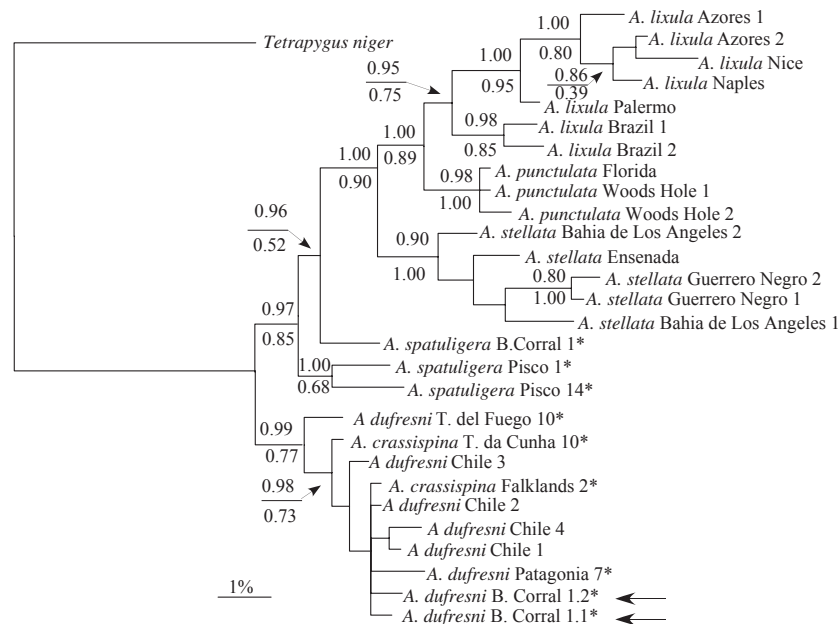 1.00
A. lixula Azores 1
A. lixula Azores 2
1.00
0.80
Tetrapygus niger
A. lixula Nice
0.95
0.86
A. lixula Naples
0.75
0.95
0.39
A. lixula Palermo
0.98
A. lixula Brazil 1
1.00
0.85
A. lixula Brazil 2
1.00
0.89
0.98
A. punctulata Florida
0.90
A. punctulata Woods Hole 1
1.00
A. punctulata Woods Hole 2
0.96
0.90
A. stellata Bahia de Los Angeles 2
0.52
A. stellata Ensenada
1.00
0.80
A. stellata Guerrero Negro 2
1.00
A. stellata Guerrero Negro 1
0.97
A. stellata Bahia de Los Angeles 1
0.85
A. spatuligera B.Corral 1*
1.00
A. spatuligera Pisco 1*
0.68
A. spatuligera Pisco 14*
0.99
A dufresni T. del Fuego 10*
0.77
A. crassispina T. da Cunha 10*
A dufresni Chile 3
0.98
A. crassispina Falklands 2*
0.73
A dufresni Chile 2
A dufresni Chile 4
A dufresni Chile 1
A. dufresni Patagonia 7*
1%
A. dufresni B. Corral 1.2*
A. dufresni B. Corral 1.1*